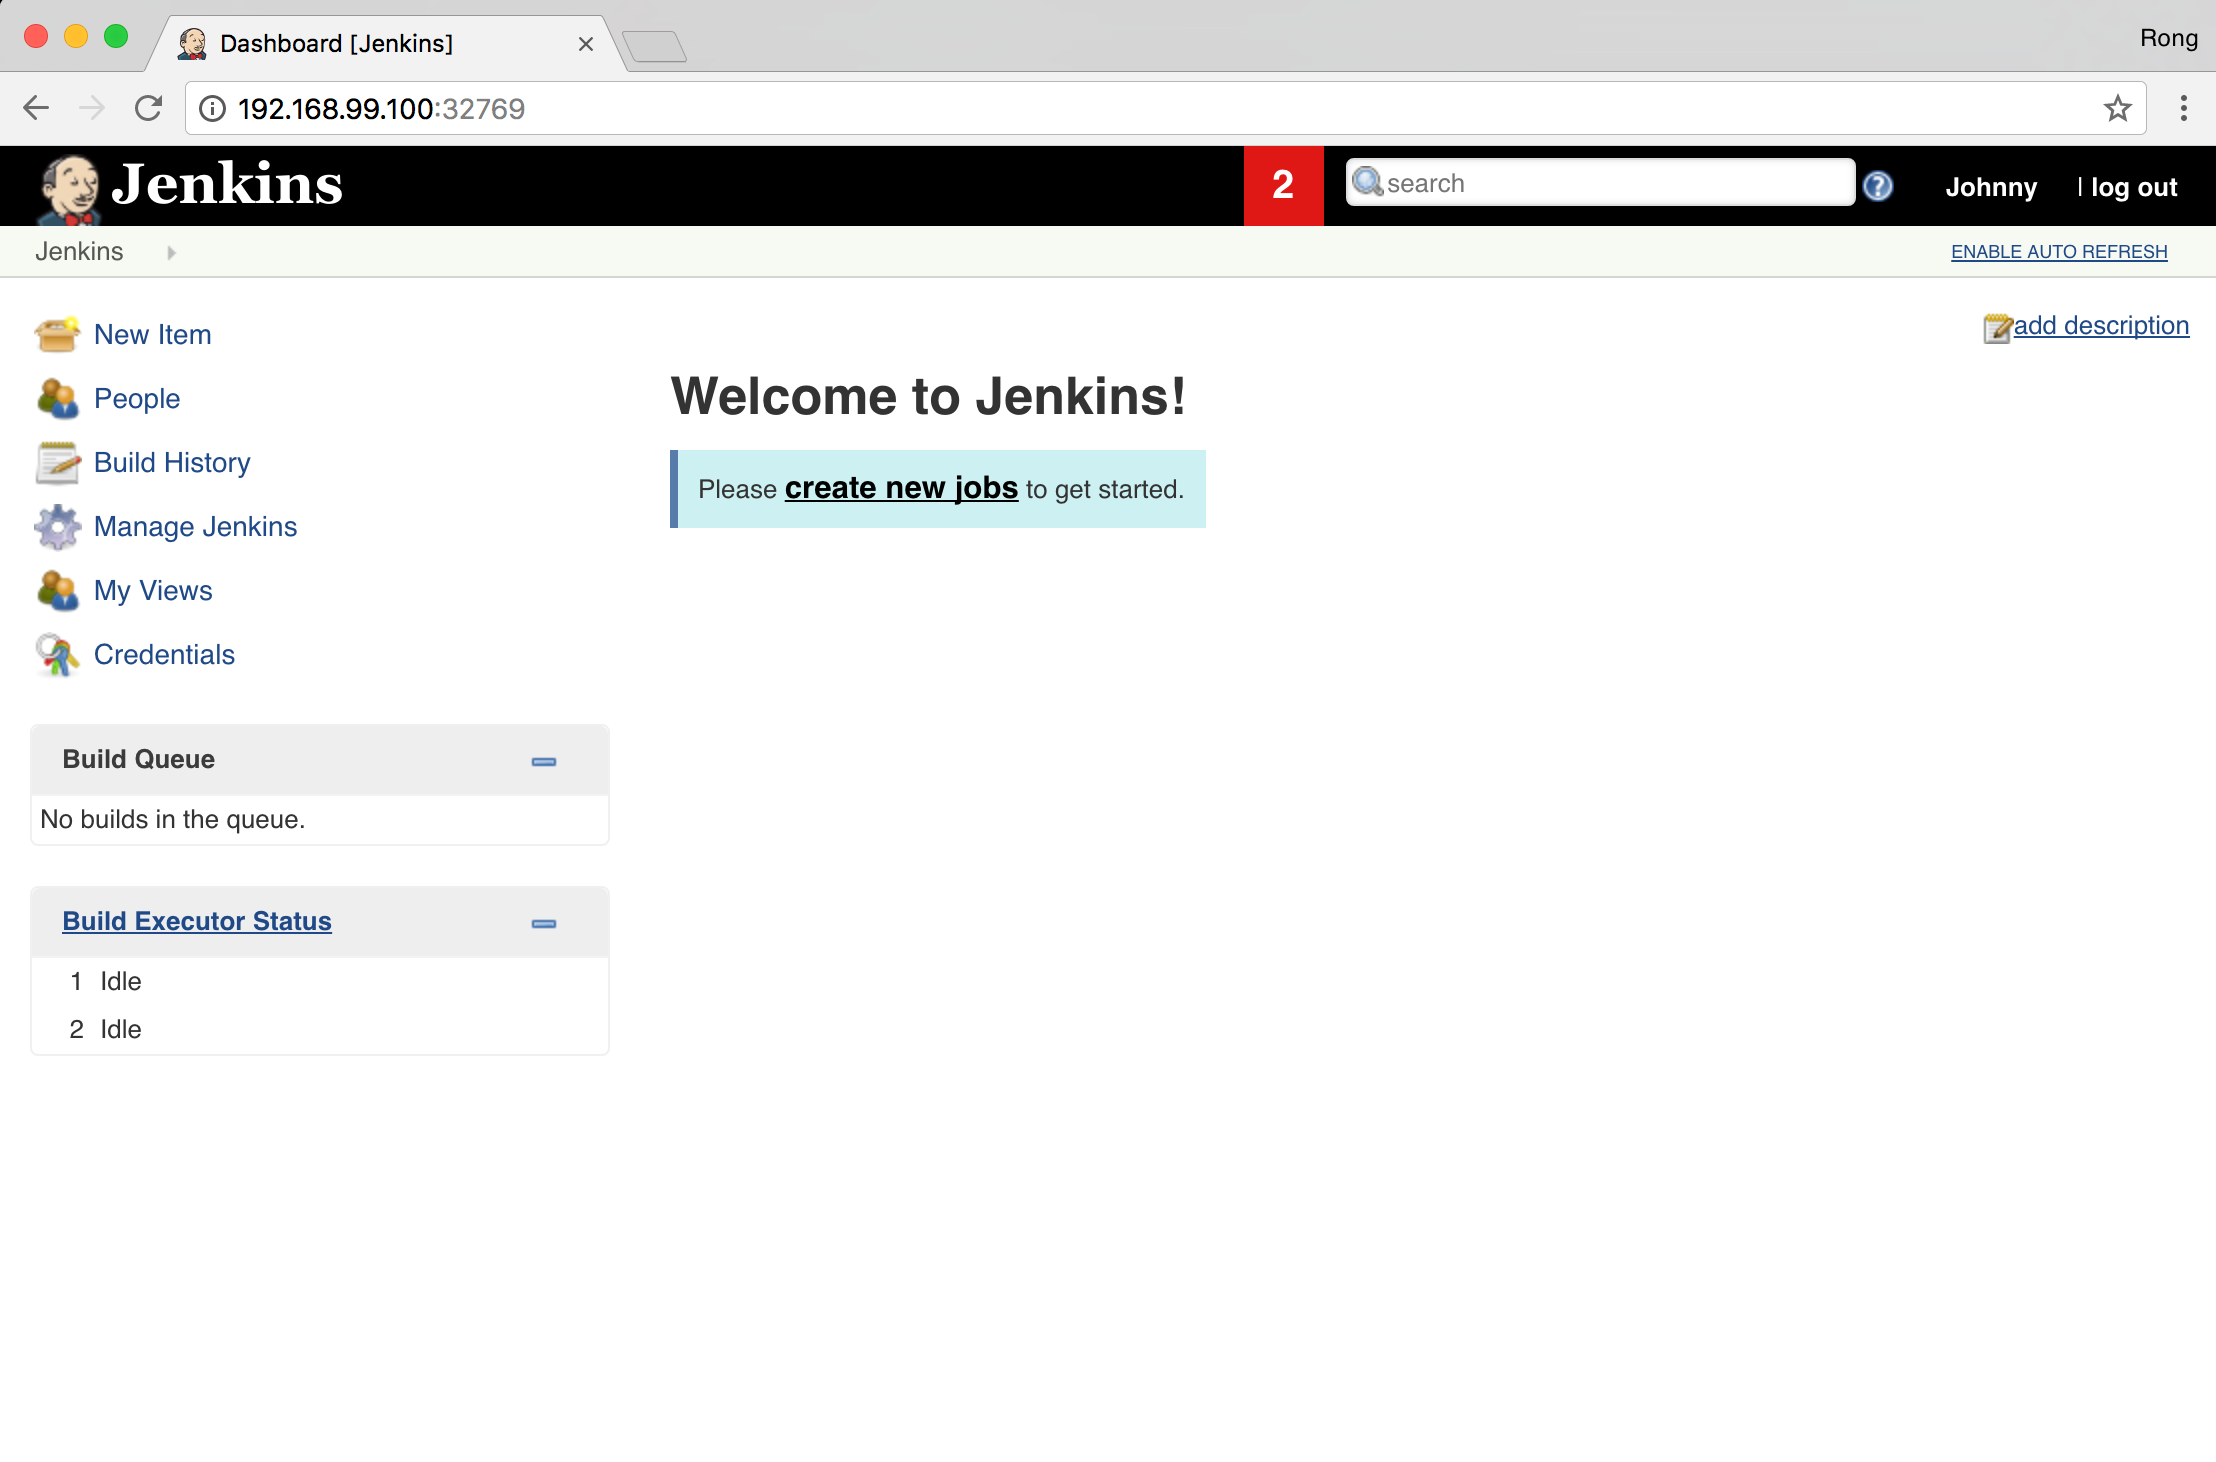 Dashboard [Jenkins]
Rong
192.168.99.100:32769
Jenkins
2
search
Johnny
| log out
Jenkins
ENABLE AUTO REFRESH
New Item
add description
People
Welcome to Jenkins!
Build History
Please create new jobs to get started.
Manage Jenkins
My Views
Credentials
Build Queue
No builds in the queue.
Build Executor Status
1 Idle
2 Idle